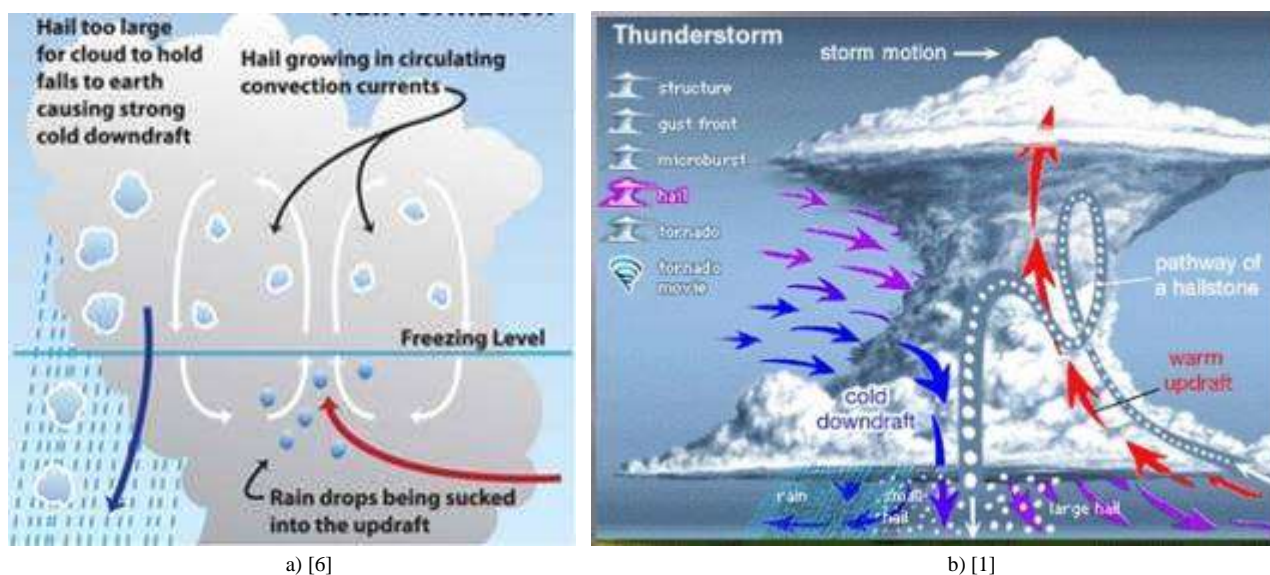 Hail Formation
Hail too large
for cloud to hold
falls to earth
causing strong
cold downdraft
Hail growing in circulating
convection currents
Freezing Level
Rain drops being sucked
into the updraft
a) [6]
Thunderstorm
storm motion
structure
gust front
microburst
hail
tornado
tornado
movie
pathway of
a hailstone
warm
updraft
cold
downdraft
rain
small
hail
large hail
b) [1]